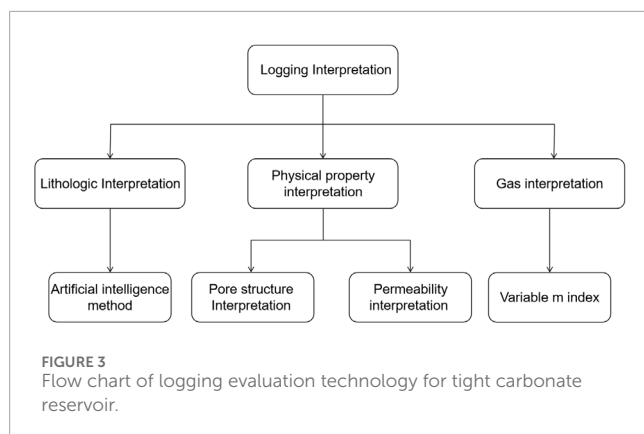 Logging Interpretation
Lithologic Interpretation
Physical property
interpretation
Gas interpretation
Artificial intelligence
method
Pore structure
Interpretation
Permeability
interpretation
Variable m index
FIGURE 3
Flow chart of logging evaluation technology for tight carbonate
reservoir.